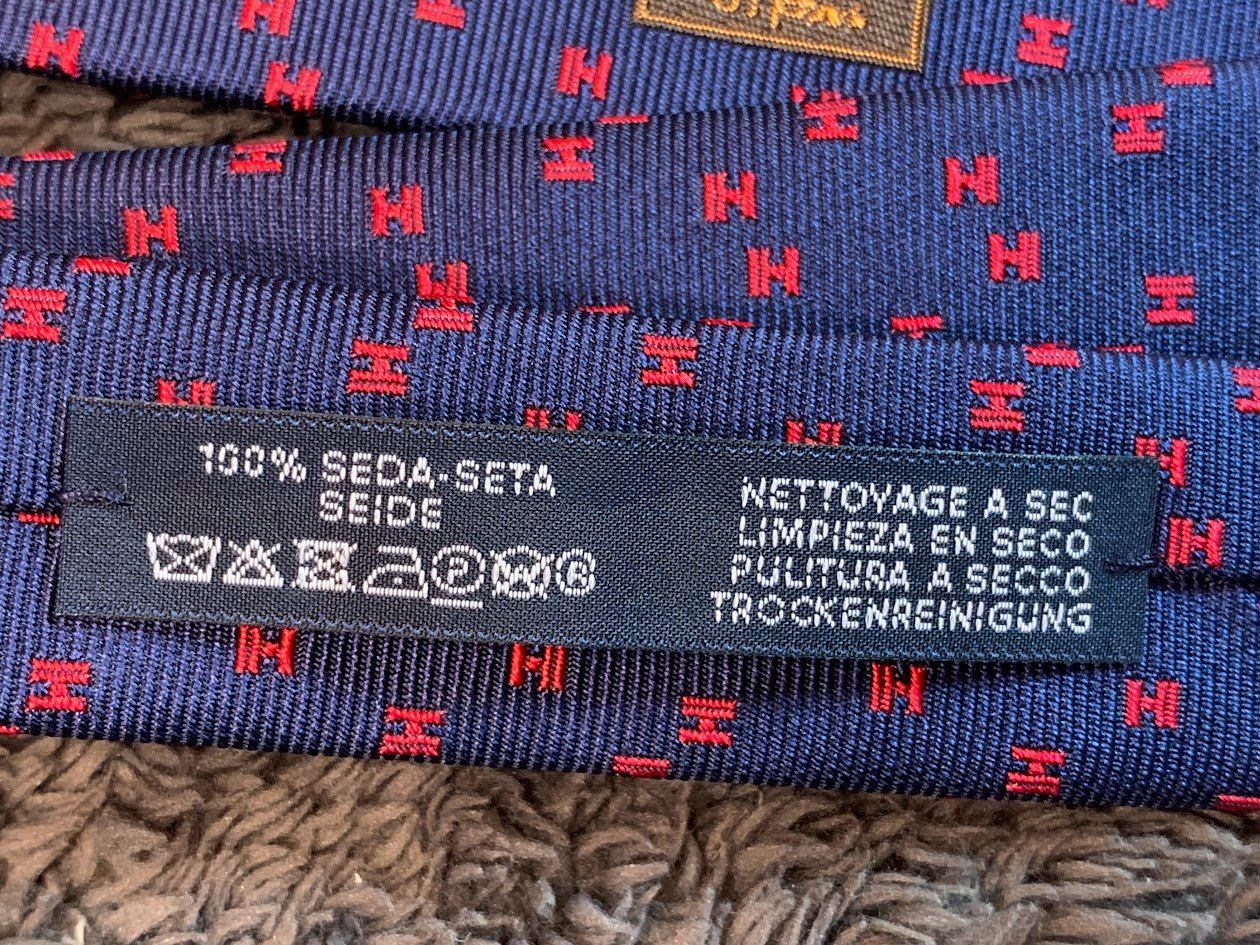 100% SEDA-SETA
SEIDE
NETTOYAGE A SEC
LIMPIEZA EN SECO
PULITURA A SECCO
TROCKENREINIGUNG